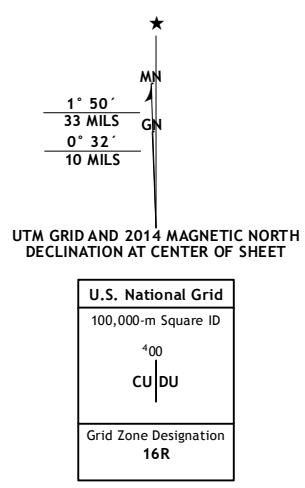 ★
MN
1° 50´
33 MILS
GN
0° 32´
10 MILS
UTM GRID AND 2014 MAGNETIC NORTH
DECLINATION AT CENTER OF SHEET
U.S. National Grid
100,000-m Square ID
⁴00
CU DU
Grid Zone Designation
16R